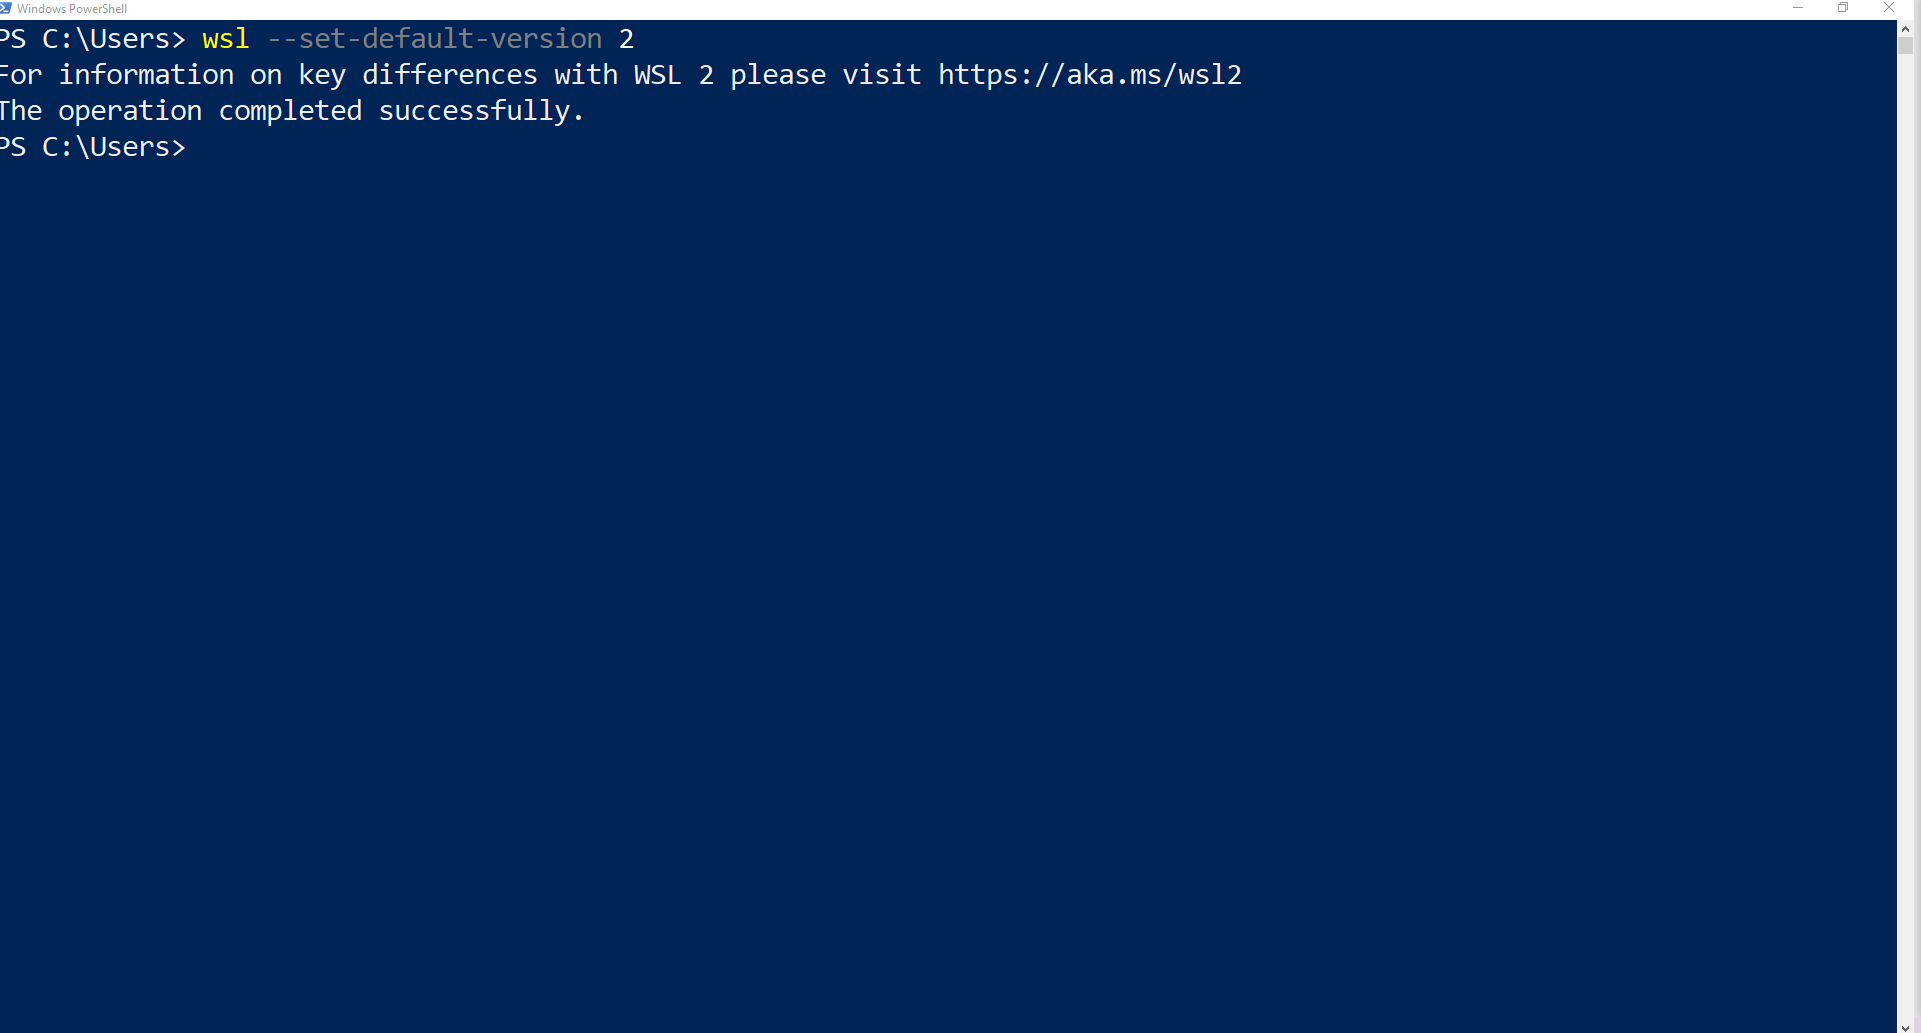 Windows PowerShell
PS C:\Users> wsl --set-default-version 2
For information on key differences with WSL 2 please visit https://aka.ms/wsl2
The operation completed successfully.
PS C:\Users>